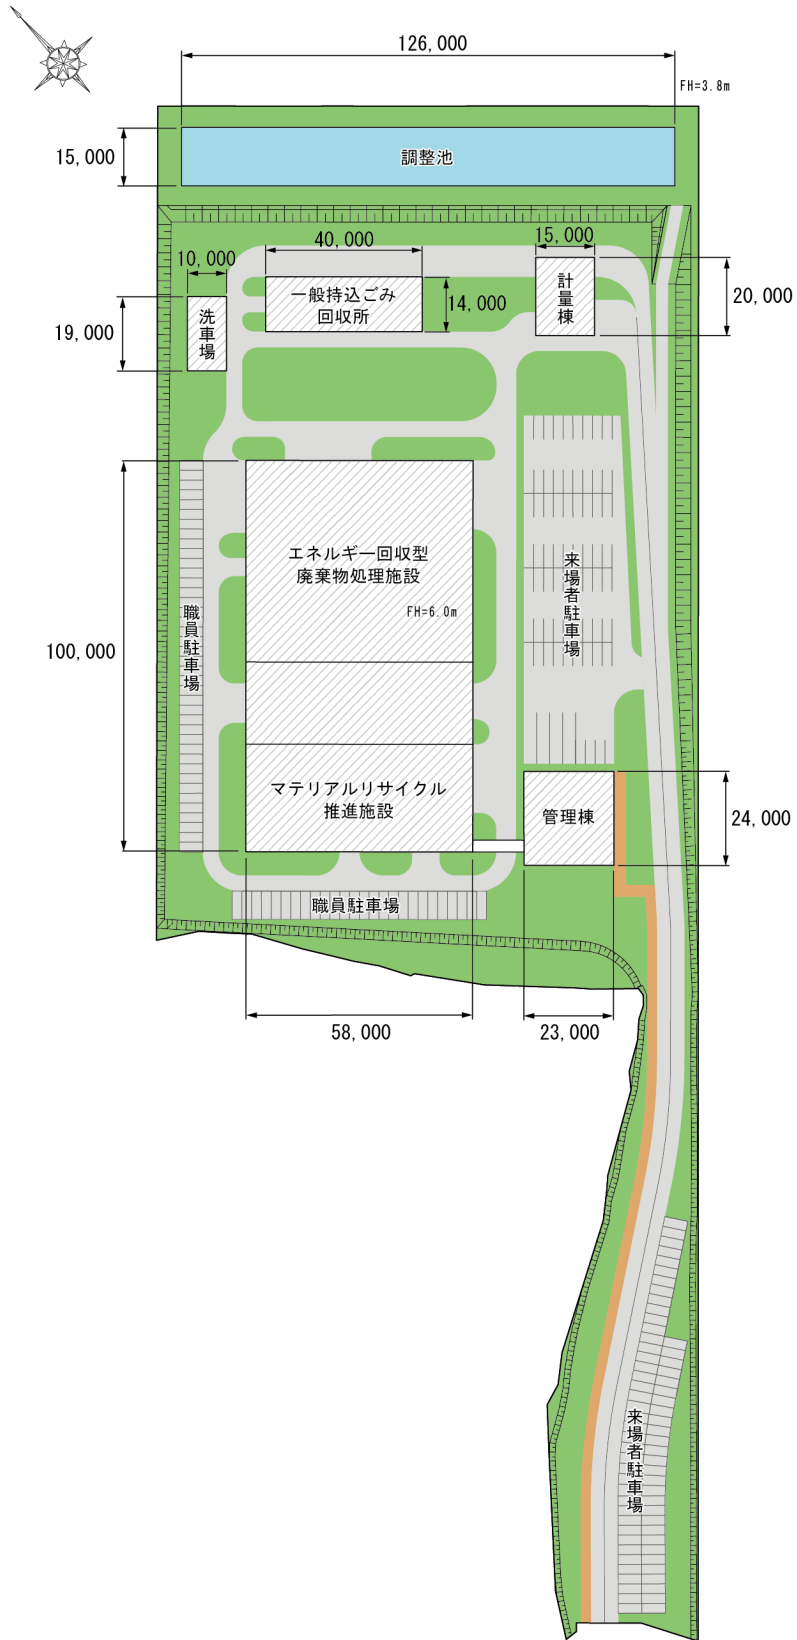 126,000
FH=3.8m
15,000
調整池
40,000
15,000
10,000
一般持込ごみ
回収所
14,000
計量棟
20,000
19,000
洗車場
エネルギー回収型
廃棄物処理施設
FH=6.0m
来場者駐車場
職員駐車場
100,000
マテリアルリサイクル
推進施設
管理棟
24,000
職員駐車場
58,000
23,000
来場者駐車場